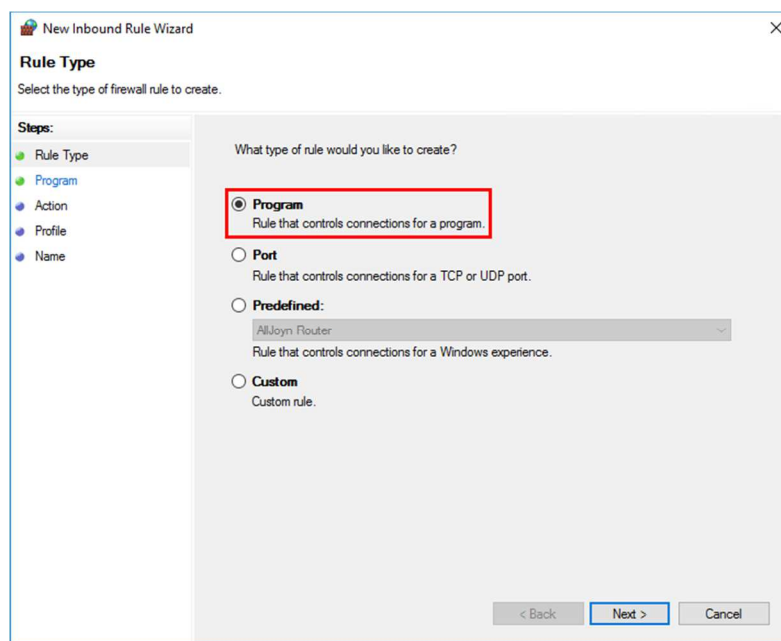 New Inbound Rule Wizard
Rule Type
Select the type of firewall rule to create.
Steps:
Rule Type
Program
Action
Profile
Name
What type of rule would you like to create?
Program
Rule that controls connections for a program.
Port
Rule that controls connections for a TCP or UDP port.
Predefined:
AllJoyn Router
Rule that controls connections for a Windows experience.
Custom
Custom rule.
< Back
Next >
Cancel